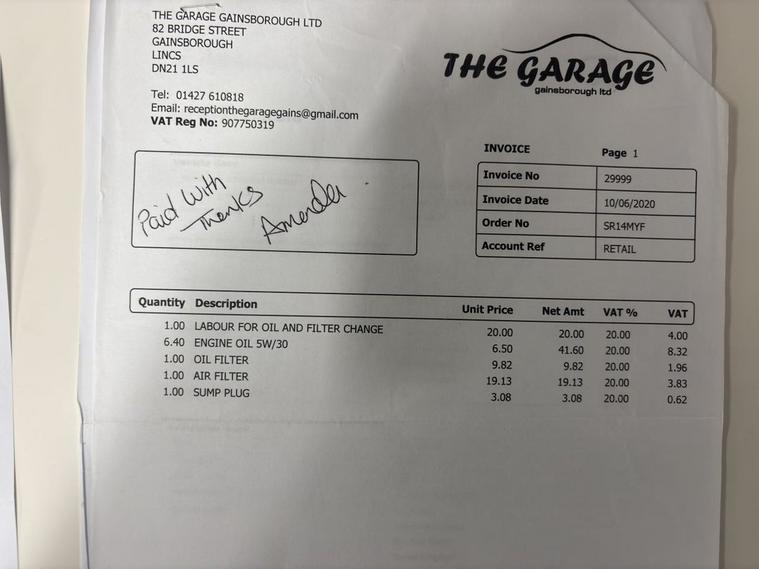 THE GARAGE GAINSBOROUGH LTD
82 BRIDGE STREET
GAINSBOROUGH
LINCS
DN21 1LS
Tel: 01427 610818
Email: receptionthegaragegains@gmail.com
VAT Reg No: 907750319
THE GARAGE
gainsborough ltd
INVOICE Page 1
Invoice No 29999
Invoice Date 10/06/2020
Order No SR14MYF
Account Ref RETAIL
Paid With
Thanks
Amanda
Quantity Description Unit Price Net Amt VAT % VAT
1.00 LABOUR FOR OIL AND FILTER CHANGE 20.00 20.00 20.00 4.00
6.40 ENGINE OIL 5W/30 6.50 41.60 20.00 8.32
1.00 OIL FILTER 9.82 9.82 20.00 1.96
1.00 AIR FILTER 19.13 19.13 20.00 3.83
1.00 SUMP PLUG 3.08 3.08 20.00 0.62